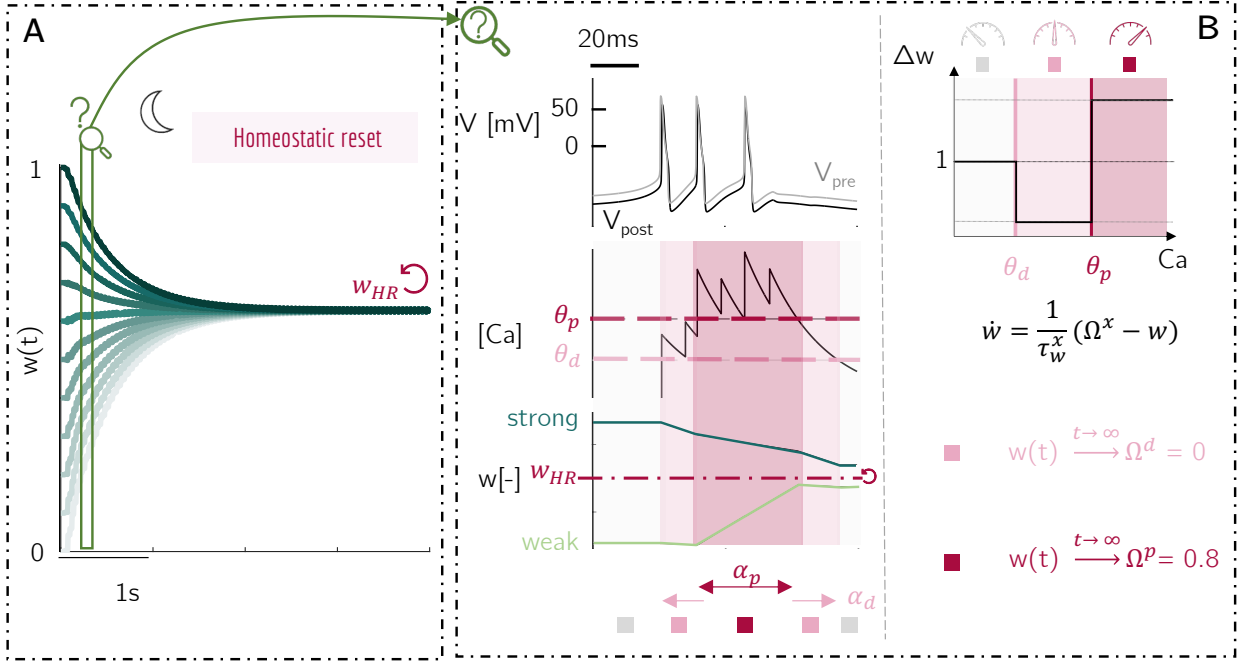 A
?
Homeostatic reset
1
w(t)
w_HR
0
1s
?
20ms
V [mV]
50
0
V_pre
V_post
[Ca]
θ_p
θ_d
strong
w[-]
w_HR
weak
α_p
α_d
B
Δw
1
θ_d
θ_p
Ca
ẇ = 1/τ_w^x (Ω^x − w)
w(t) t→∞ ⟶ Ω^d = 0
w(t) t→∞ ⟶ Ω^p = 0.8